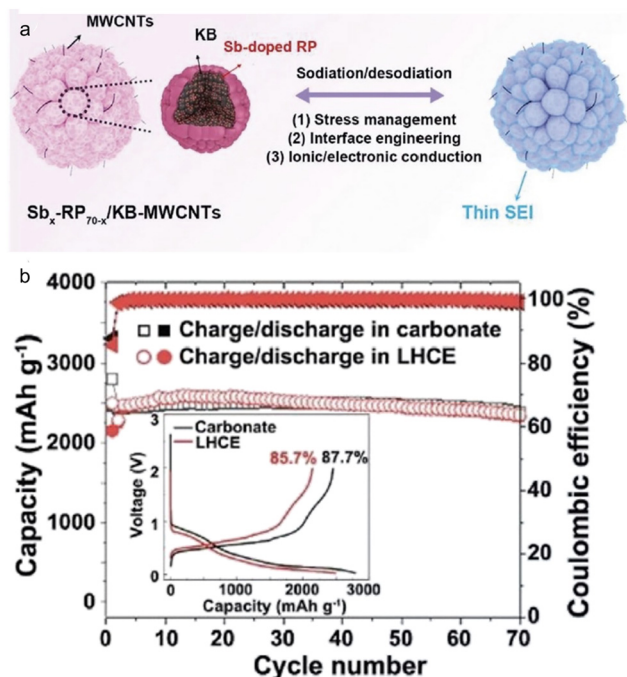 a
MWCNTs
KB
Sb-doped RP
Sodiation/desodiation
(1) Stress management
(2) Interface engineering
(3) Ionic/electronic conduction
Sbx-RP70-x/KB-MWCNTs
Thin SEI
b
4000
3000
2000
1000
0
Capacity (mAh g-1)
100
80
60
40
20
0
Coulombic efficiency (%)
Charge/discharge in carbonate
Charge/discharge in LHCE
3
2
1
0
Voltage (V)
Carbonate
LHCE
85.7% 87.7%
0 1000 2000 3000
Capacity (mAh g-1)
0 10 20 30 40 50 60 70
Cycle number